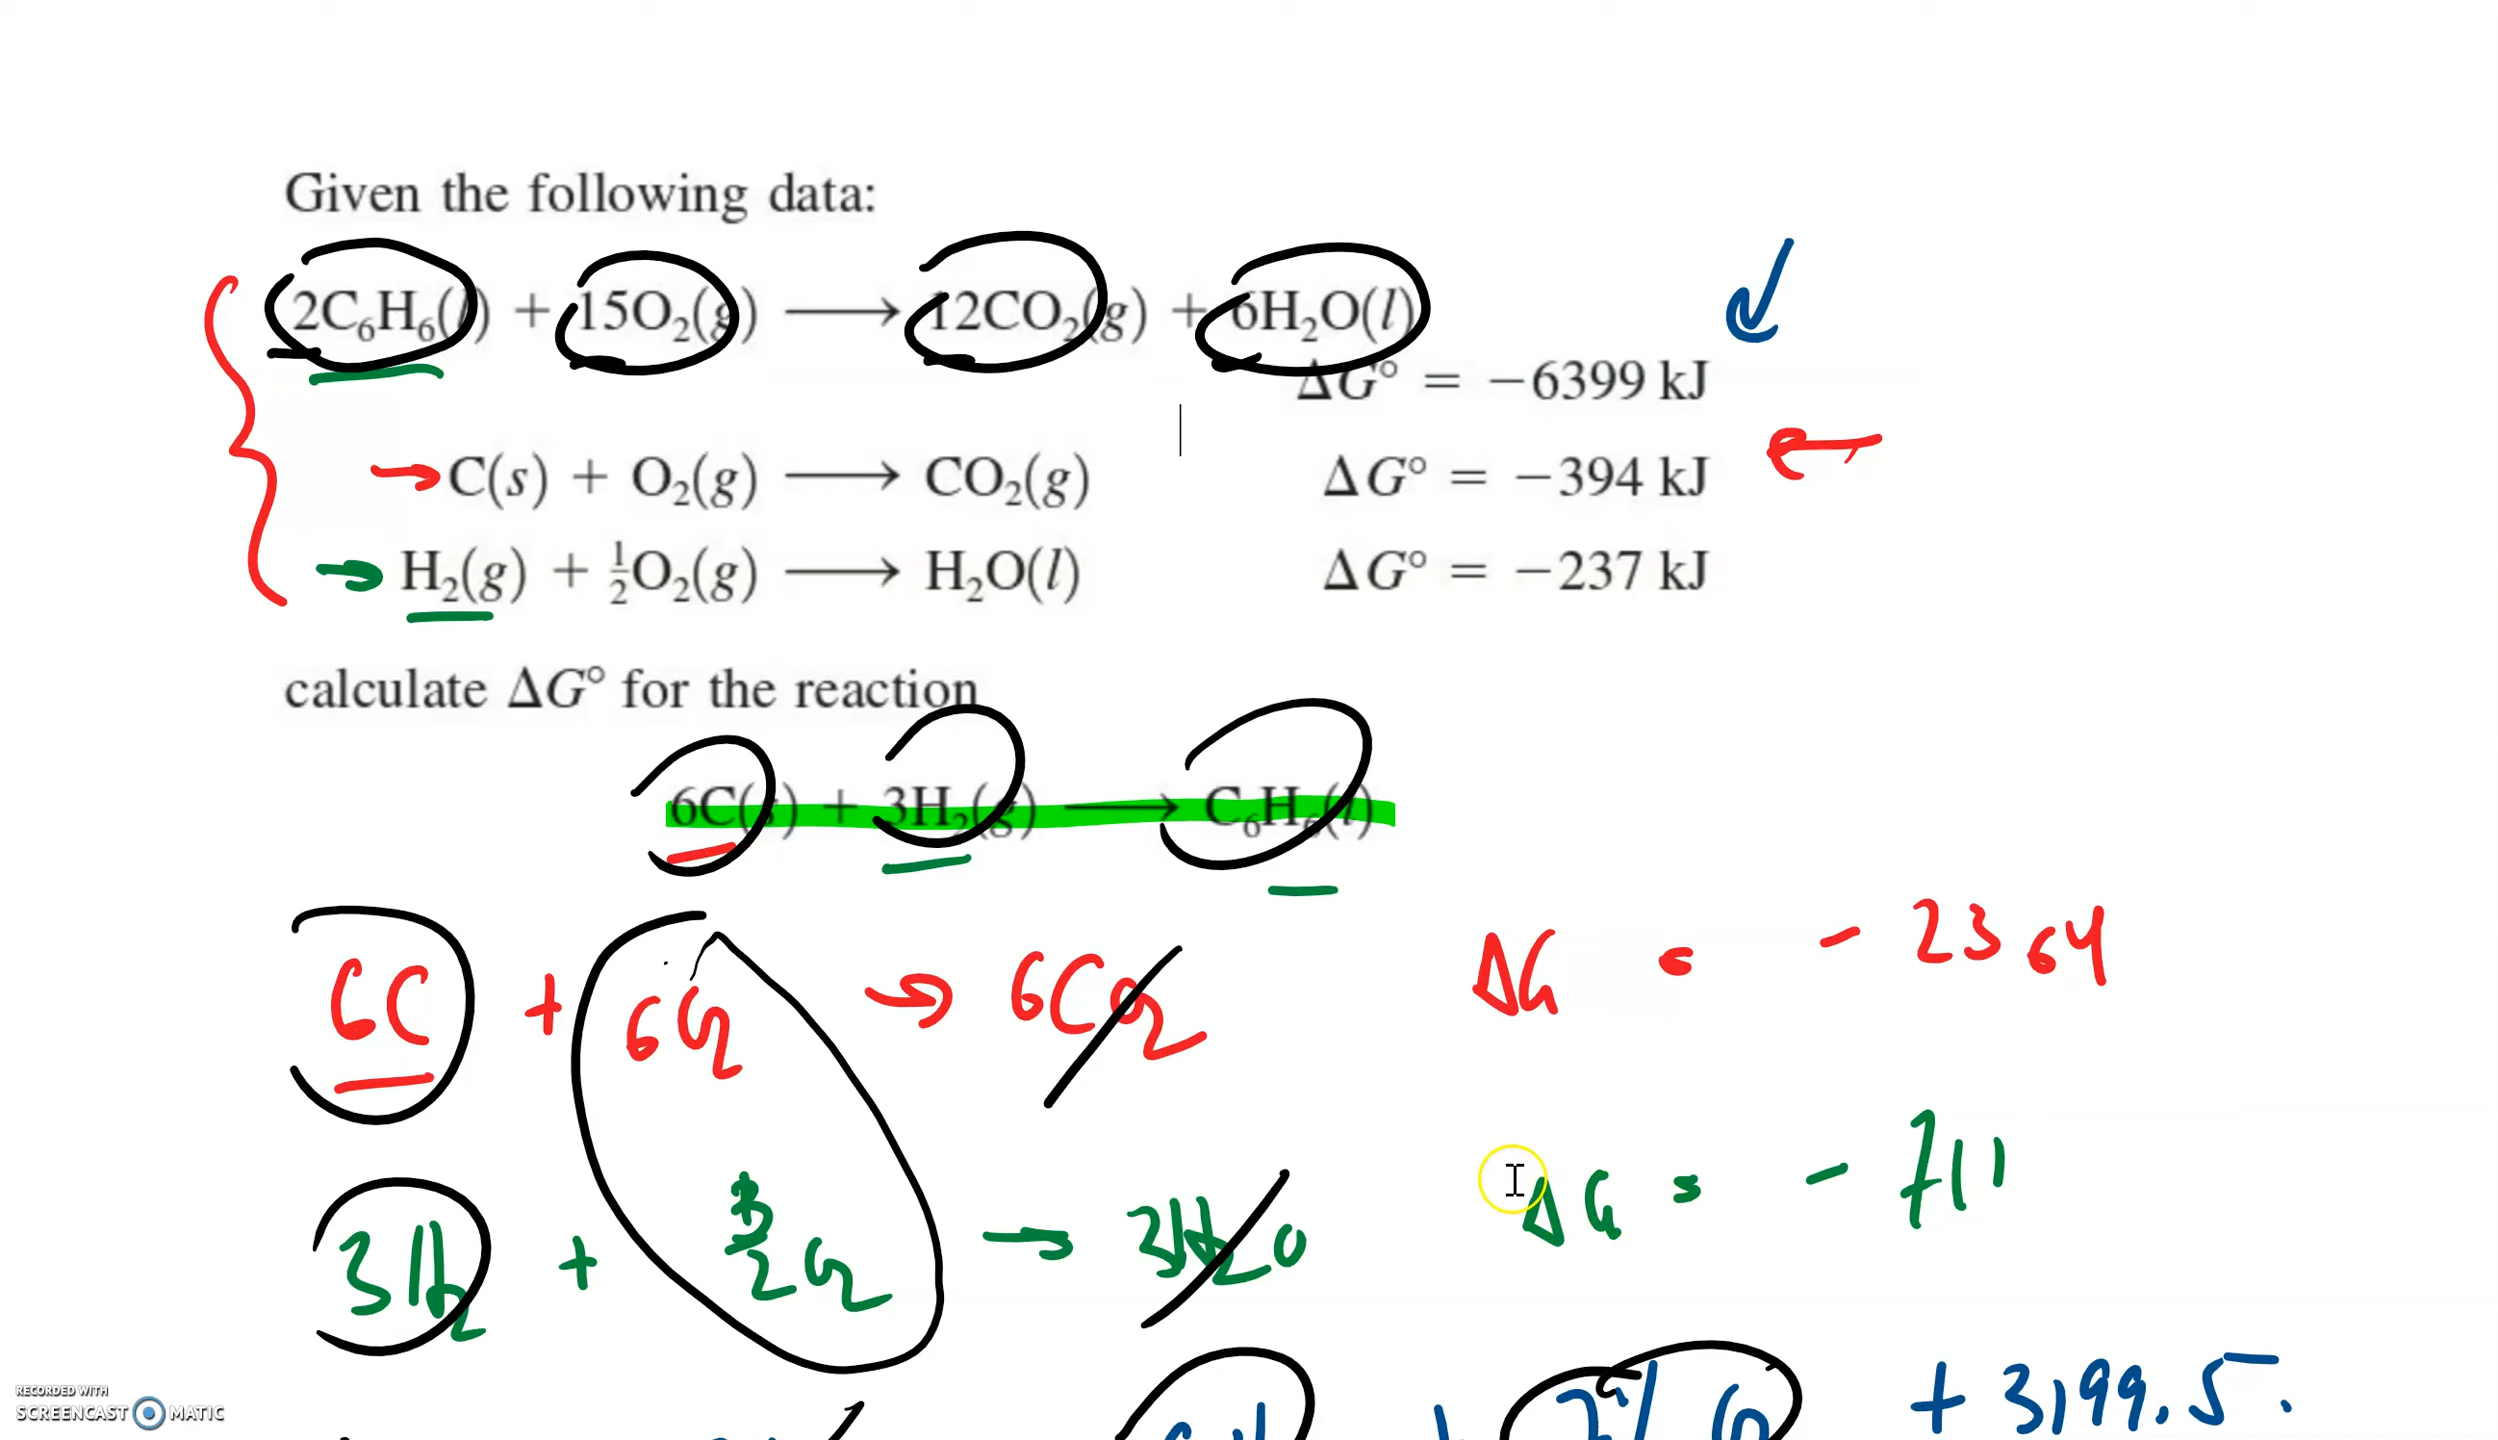 Given the following data:
2C₆H₆(l) + 15O₂(g) ⟶ 12CO₂(g) + 6H₂O(l)
ΔG° = −6399 kJ
C(s) + O₂(g) ⟶ CO₂(g) ΔG° = −394 kJ
H₂(g) + ½O₂(g) ⟶ H₂O(l) ΔG° = −237 kJ
calculate ΔG° for the reaction
6C(s) + 3H₂(g) ⟶ C₆H₆(l)
6C + 6O₂ → 6CO₂ ΔG = - 2364
3H₂ + 3/2 O₂ → 3H₂O ΔG = - 711
+ 3199.5
RECORDED WITH
SCREENCAST MATIC